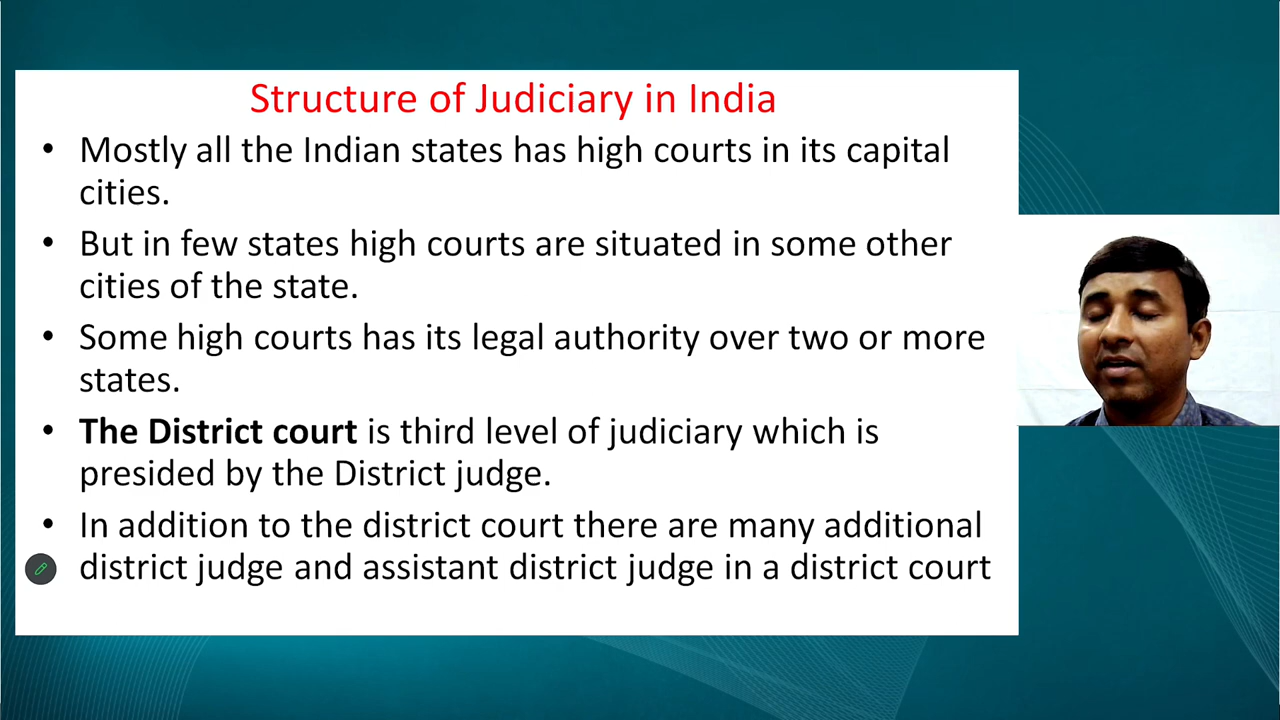 Structure of Judiciary in India
• Mostly all the Indian states has high courts in its capital
cities.
• But in few states high courts are situated in some other
cities of the state.
• Some high courts has its legal authority over two or more
states.
• The District court is third level of judiciary which is
presided by the District judge.
• In addition to the district court there are many additional
district judge and assistant district judge in a district court